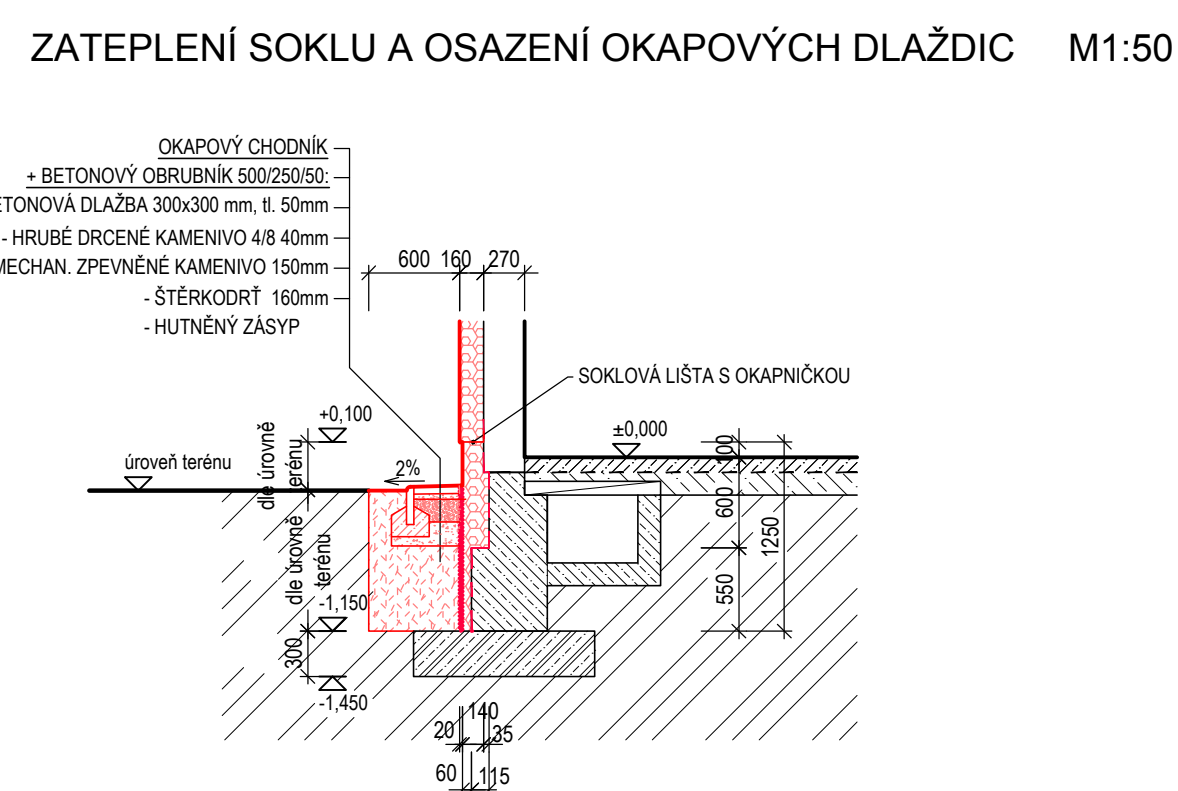 ZATEPLENÍ SOKLU A OSAZENÍ OKAPOVÝCH DLAŽDIC M1:50
OKAPOVÝ CHODNÍK
+ BETONOVÝ OBRUBNÍK 500/250/50:
ETONOVÁ DLAŽBA 300x300 mm, tl. 50mm
- HRUBÉ DRCENÉ KAMENIVO 4/8 40mm
MECHAN. ZPEVNĚNÉ KAMENIVO 150mm
- ŠTĚRKODRŤ 160mm
- HUTNĚNÝ ZÁSYP
600 160 270
SOKLOVÁ LIŠTA S OKAPNIČKOU
+0,100
±0,000
úroveň terénu
dle úrovně
terénu
2%
100
600
1250
550
dle úrovně
terénu
-1,150
300
-1,450
140
20 35
60 115